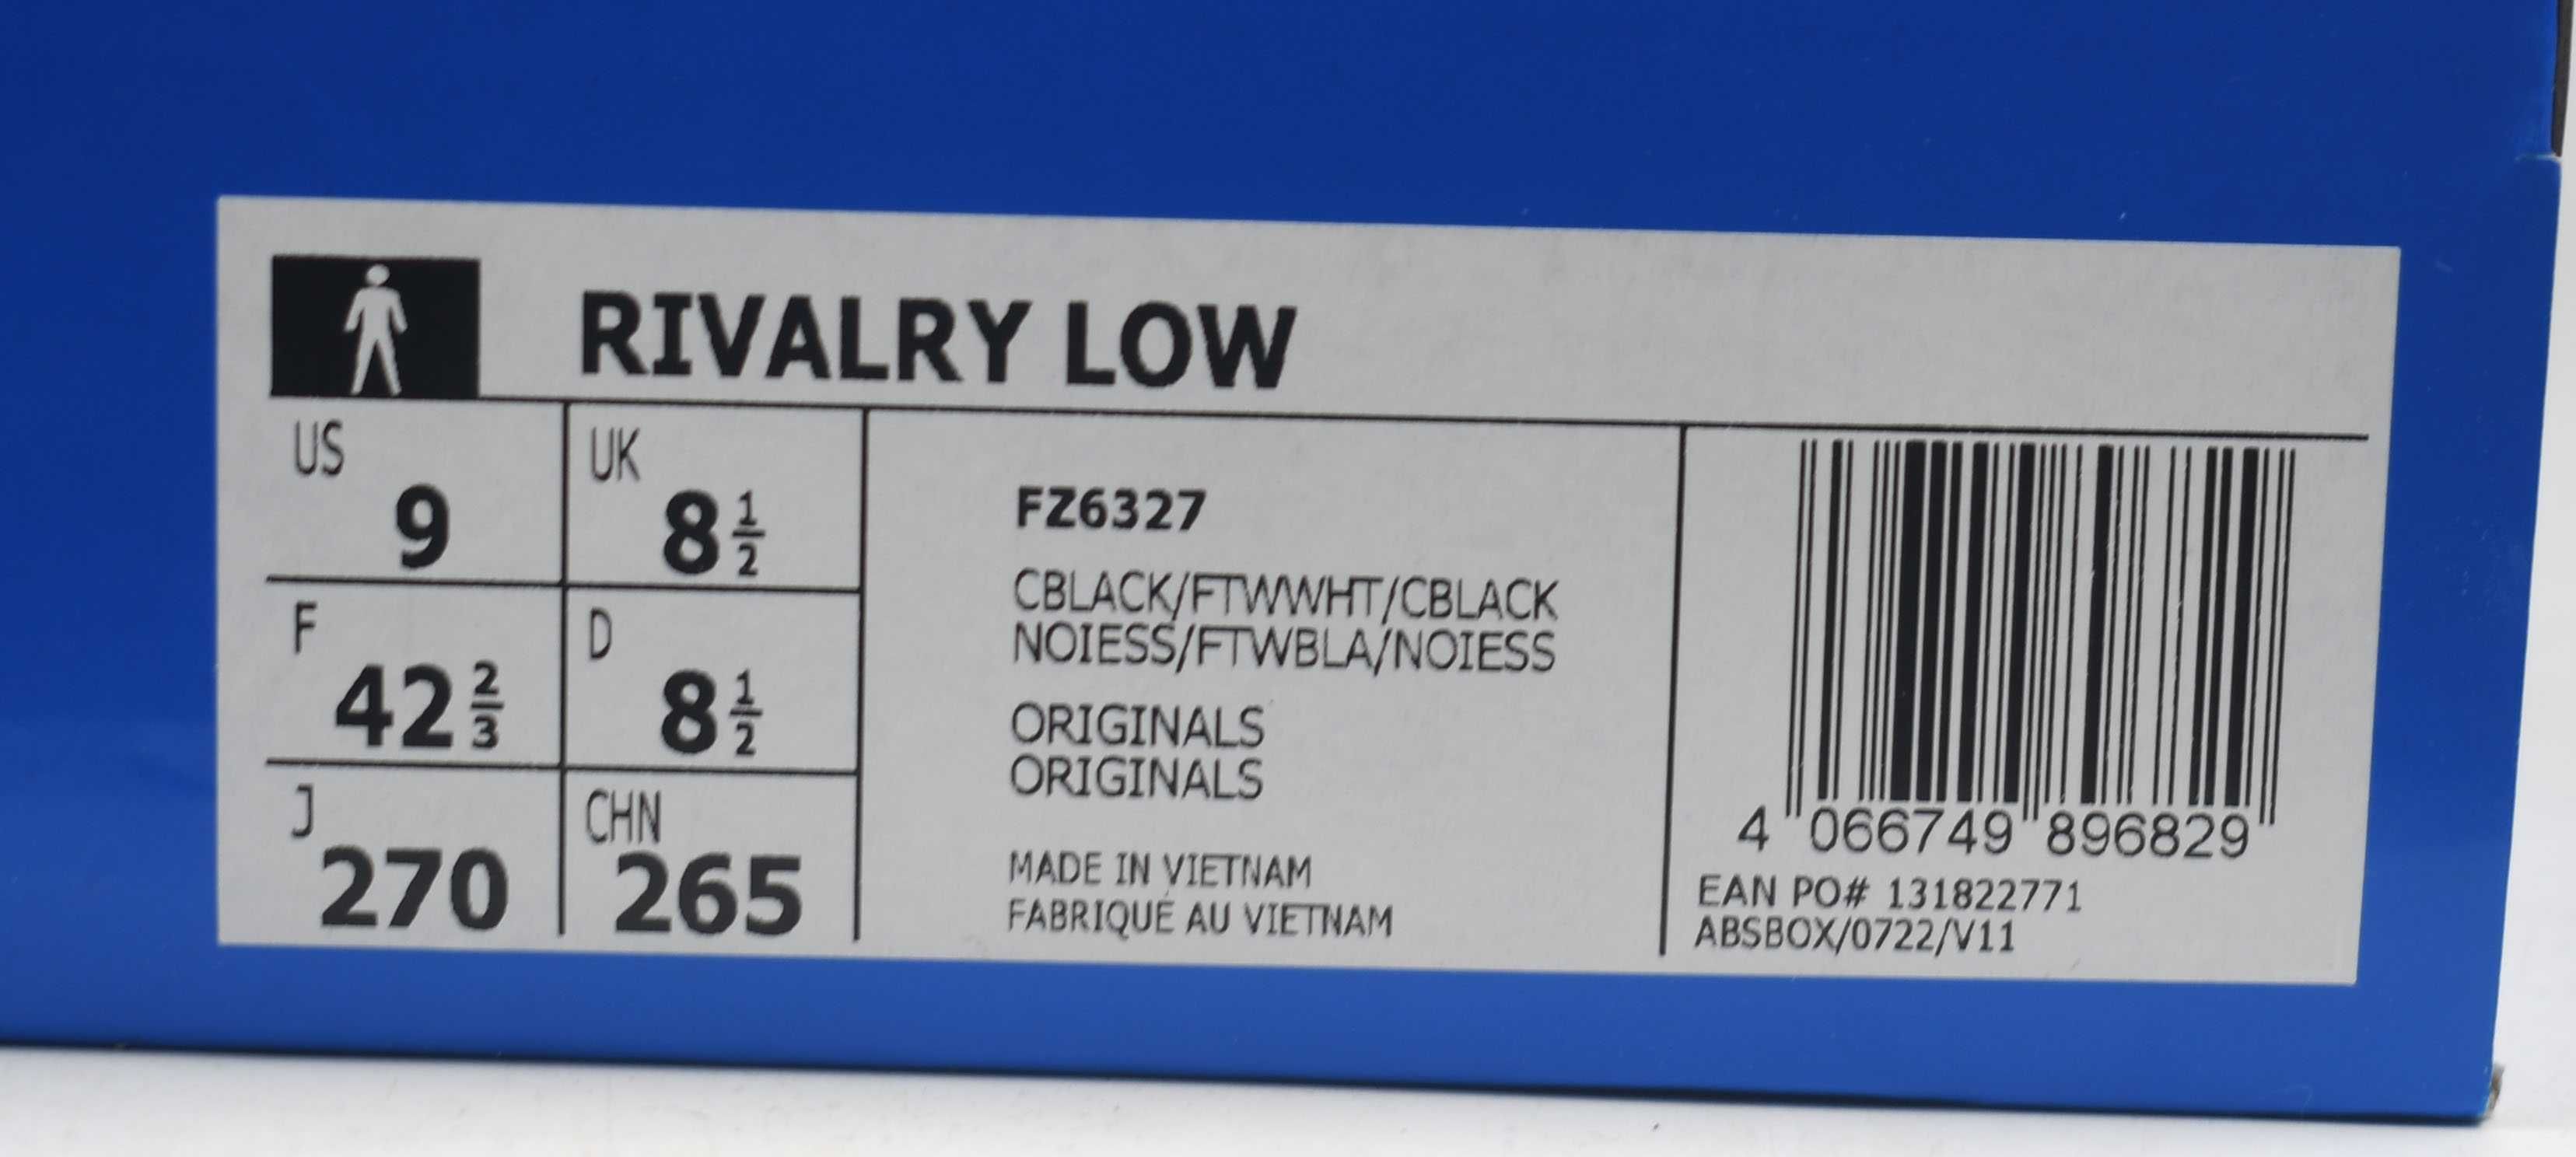 RIVALRY LOW
US
9
UK
8 1/2
F
42 2/3
D
8 1/2
J
270
CHN
265
FZ6327
CBLACK/FTWWHT/CBLACK
NOIESS/FTWBLA/NOIESS
ORIGINALS
ORIGINALS
MADE IN VIETNAM
FABRIQUÉ AU VIETNAM
4 066749 896829
EAN PO# 131822771
ABSBOX/0722/V11